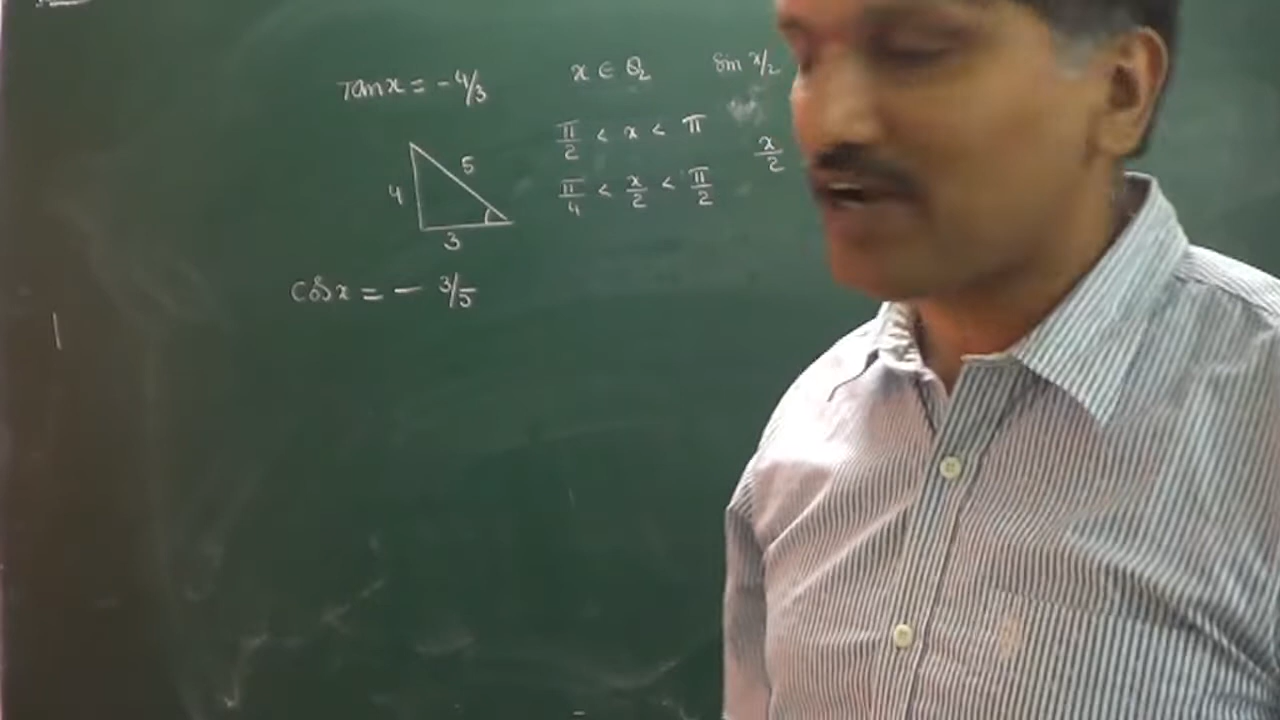 Tan x = - 4/3
x ∈ Q2
sin x/2
π/2 < x < π
x/2
π/4 < x/2 < π/2
5
4
3
cos x = - 3/5